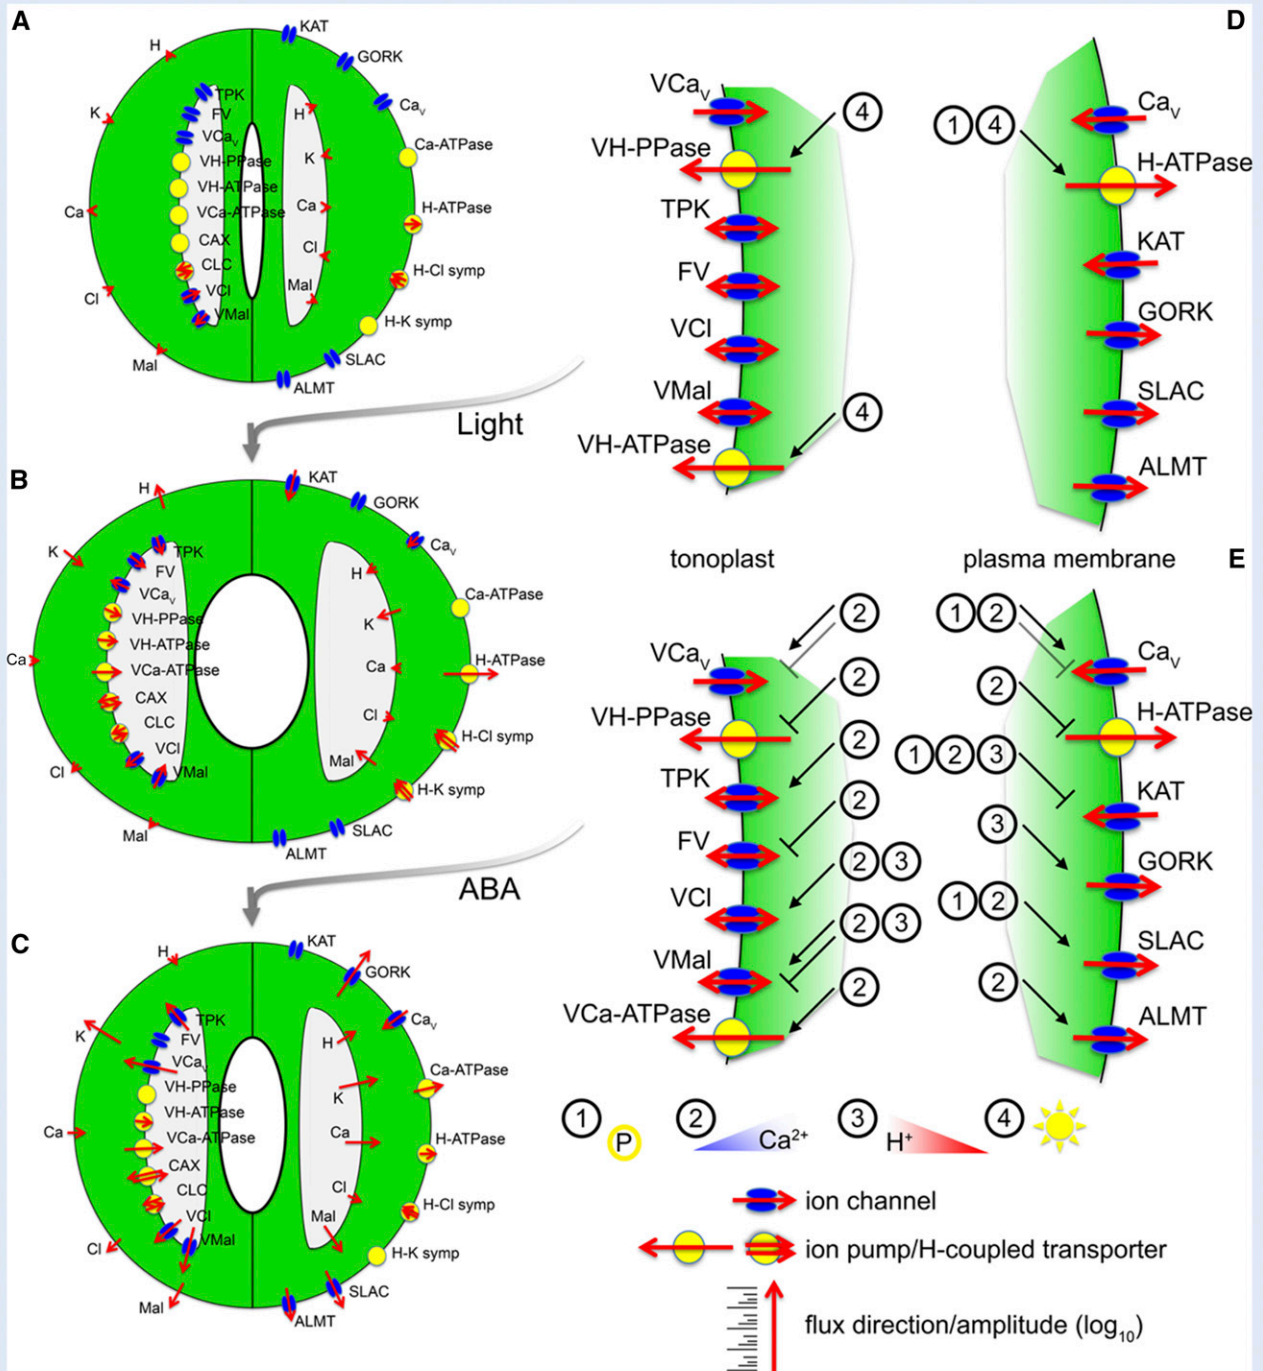 A
H
K
Ca
Cl
Mal
TPK
FV
VCa_V
VH-PPase
VH-ATPase
VCa-ATPase
CAX
CLC
VCl
VMal
H
K
Ca
Cl
Mal
KAT
GORK
Ca_V
Ca-ATPase
H-ATPase
H-Cl symp
H-K symp
SLAC
ALMT
Light
B
H
K
Ca
Cl
Mal
TPK
FV
VCa_V
VH-PPase
VH-ATPase
VCa-ATPase
CAX
CLC
VCl
VMal
H
K
Ca
Cl
Mal
KAT
GORK
Ca_V
Ca-ATPase
H-ATPase
H-Cl symp
H-K symp
SLAC
ALMT
ABA
C
H
K
Ca
Cl
Mal
TPK
FV
VCa_V
VH-PPase
VH-ATPase
VCa-ATPase
CAX
CLC
VCl
VMal
H
K
Ca
Cl
Mal
KAT
GORK
Ca_V
Ca-ATPase
H-ATPase
H-Cl symp
H-K symp
SLAC
ALMT
D
VCa_V
VH-PPase
TPK
FV
VCl
VMal
VH-ATPase
4
4
1 4
Ca_V
H-ATPase
KAT
GORK
SLAC
ALMT
tonoplast
plasma membrane
E
VCa_V
VH-PPase
TPK
FV
VCl
VMal
VCa-ATPase
2
2
2
2
2 3
2 3
2
1 2
2
1 2 3
3
1 2
2
Ca_V
H-ATPase
KAT
GORK
SLAC
ALMT
1 P
2 Ca2+
3 H+
4
ion channel
ion pump/H-coupled transporter
flux direction/amplitude (log10)